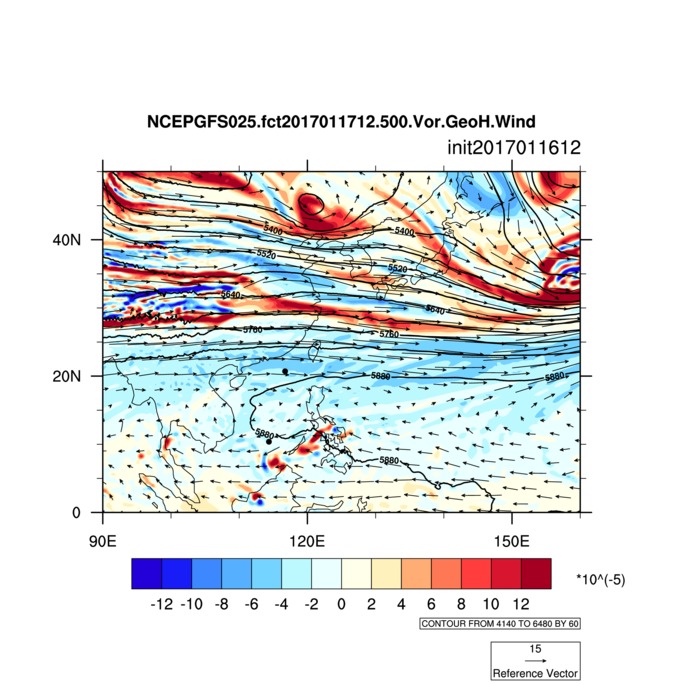 NCEPGFS025.fct2017011712.500.Vor.GeoH.Wind
init2017011612
40N
20N
0
5400
5400
5520
5520
5640
5640
5760
5760
5880
5880
5880
5880
90E
120E
150E
-12 -10 -8 -6 -4 -2 0 2 4 6 8 10 12
*10^(-5)
CONTOUR FROM 4140 TO 6480 BY 60
15
Reference Vector